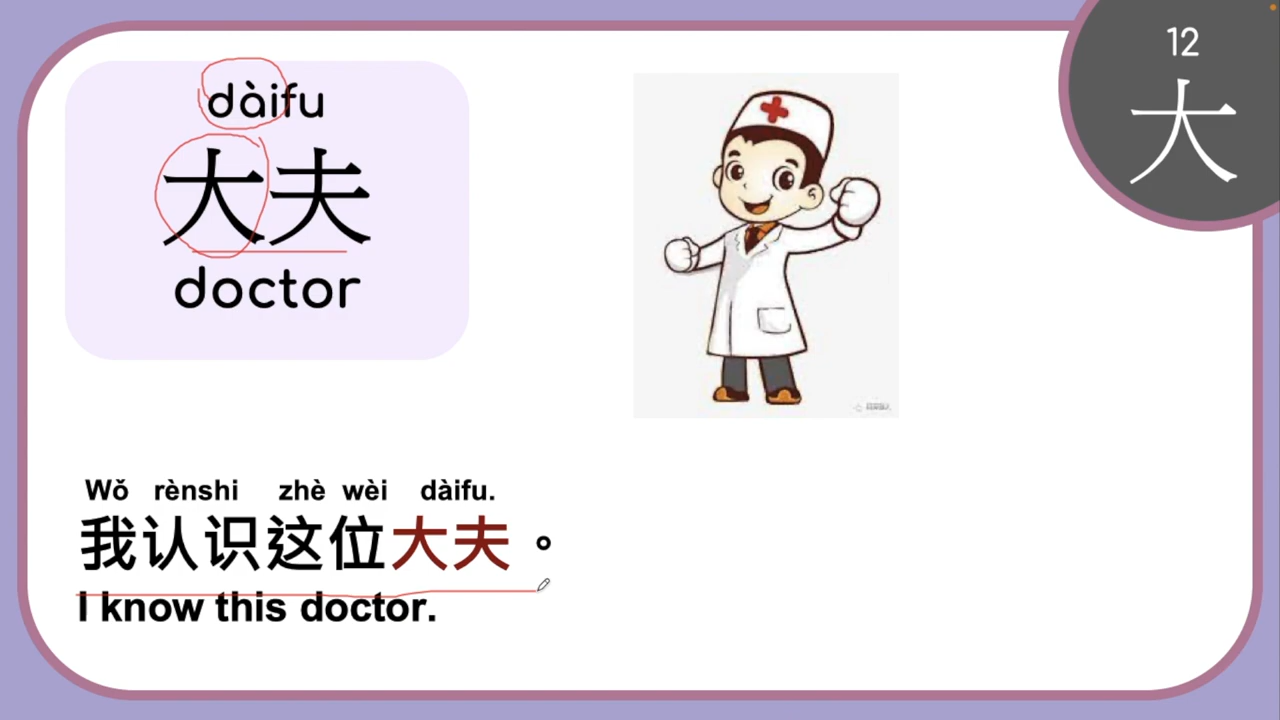 dàifu
大夫
doctor
12
大
Wǒ rènshi zhè wèi dàifu.
我认识这位大夫。
I know this doctor.